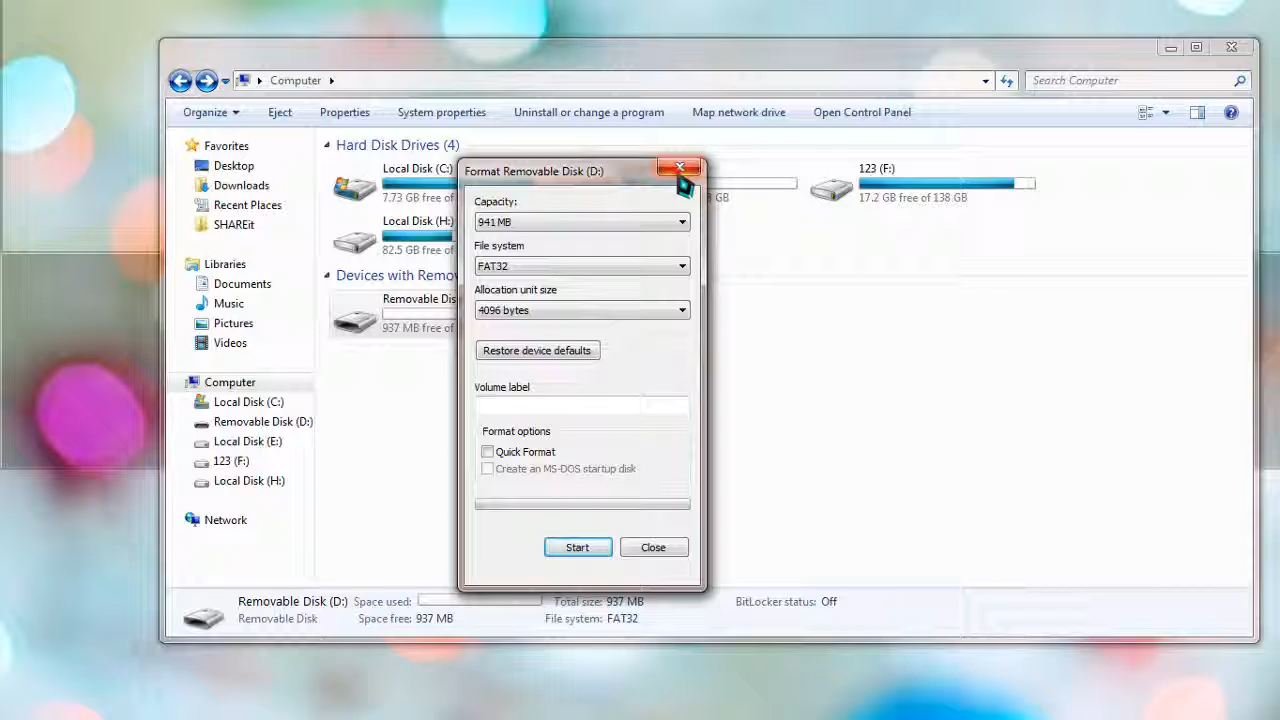 Computer
Search Computer
Organize
Eject
Properties
System properties
Uninstall or change a program
Map network drive
Open Control Panel
Favorites
Desktop
Downloads
Recent Places
SHAREit
Libraries
Documents
Music
Pictures
Videos
Computer
Local Disk (C:)
Removable Disk (D:)
Local Disk (E:)
123 (F:)
Local Disk (H:)
Network
Hard Disk Drives (4)
Local Disk (C:)
7.73 GB free of
GB
123 (F:)
17.2 GB free of 138 GB
Local Disk (H:)
82.5 GB free of
Devices with Remov
Removable Dis
937 MB free of
Format Removable Disk (D:)
Capacity:
941 MB
File system
FAT32
Allocation unit size
4096 bytes
Restore device defaults
Volume label
Format options
Quick Format
Create an MS-DOS startup disk
Start
Close
Removable Disk (D:) Space used: Total size: 937 MB BitLocker status: Off
Removable Disk Space free: 937 MB File system: FAT32